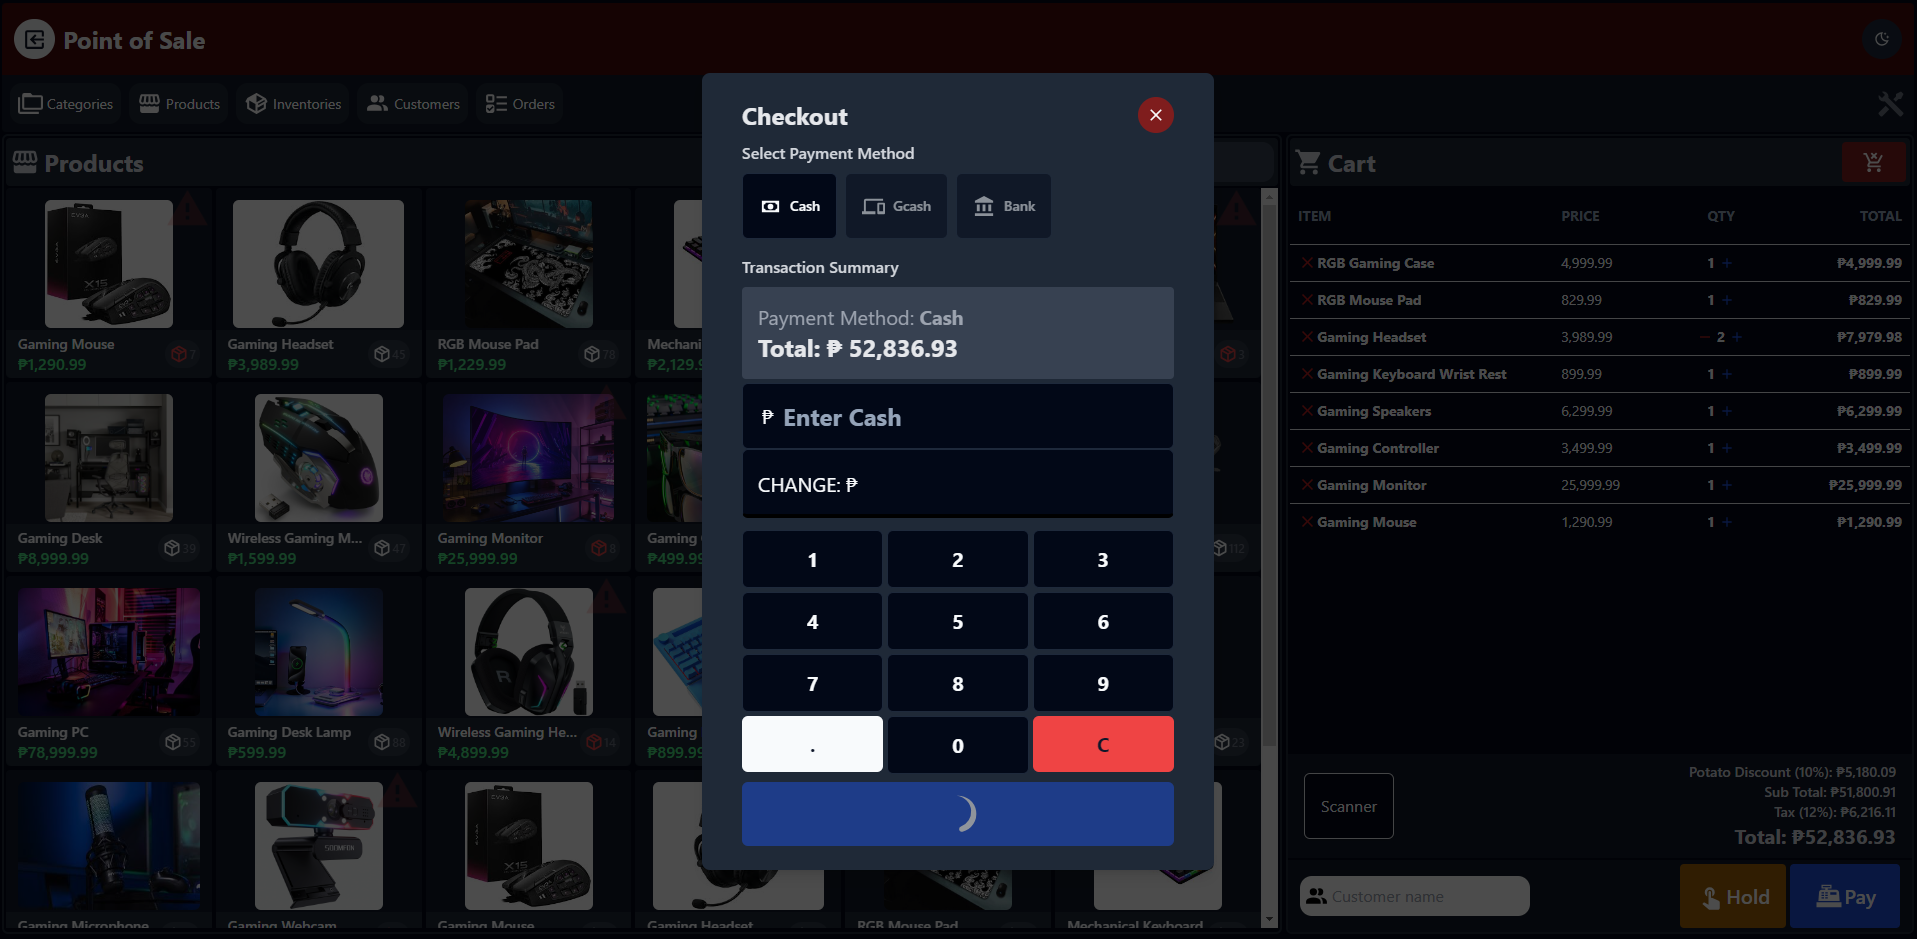 Point of Sale
Categories Products Inventories Customers Orders
Products
Gaming Mouse
₱1,290.99
7
Gaming Headset
₱3,989.99
45
RGB Mouse Pad
₱1,229.99
78
Mechani
₱2,129.9
3
Gaming Desk
₱8,999.99
39
Wireless Gaming M...
₱1,599.99
47
Gaming Monitor
₱25,999.99
8
Gaming
₱499.99
112
Gaming PC
₱78,999.99
55
Gaming Desk Lamp
₱599.99
88
Wireless Gaming He...
₱4,899.99
14
Gaming
₱899.9
23
Gaming Microphone
Gaming Webcam
Gaming Mouse
Gaming Headset
RGB Mouse Pad
Mechanical Keyboard
Checkout
Select Payment Method
Cash Gcash Bank
Transaction Summary
Payment Method: Cash
Total: ₱ 52,836.93
₱ Enter Cash
CHANGE: ₱
1 2 3
4 5 6
7 8 9
. 0 C
Cart
ITEM PRICE QTY TOTAL
RGB Gaming Case 4,999.99 1 + ₱4,999.99
RGB Mouse Pad 829.99 1 + ₱829.99
Gaming Headset 3,989.99 − 2 + ₱7,979.98
Gaming Keyboard Wrist Rest 899.99 1 + ₱899.99
Gaming Speakers 6,299.99 1 + ₱6,299.99
Gaming Controller 3,499.99 1 + ₱3,499.99
Gaming Monitor 25,999.99 1 + ₱25,999.99
Gaming Mouse 1,290.99 1 + ₱1,290.99
Scanner
Potato Discount (10%): ₱5,180.09
Sub Total: ₱51,800.91
Tax (12%): ₱6,216.11
Total: ₱52,836.93
Customer name
Hold
Pay